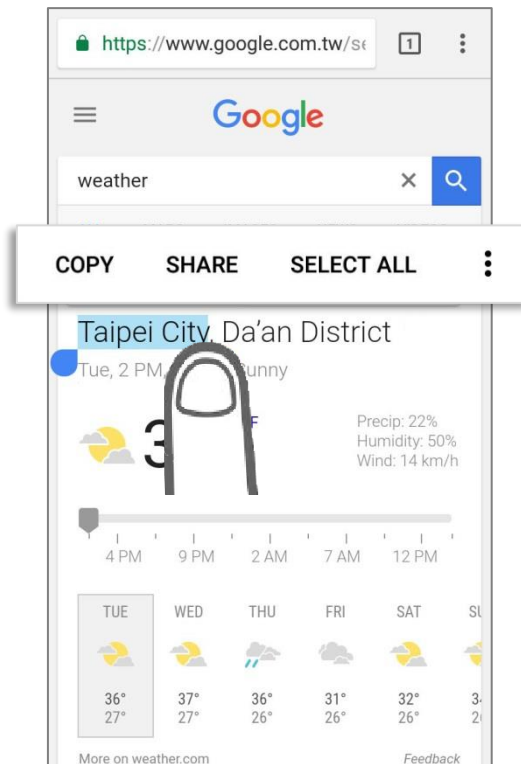 https://www.google.com.tw/se
1
Google
weather
COPY SHARE SELECT ALL
Taipei City, Da'an District
Tue, 2 PM, Sunny
3 F
Precip: 22%
Humidity: 50%
Wind: 14 km/h
4 PM 9 PM 2 AM 7 AM 12 PM
TUE WED THU FRI SAT
36° 37° 36° 31° 32°
27° 27° 26° 26° 26°
More on weather.com Feedback